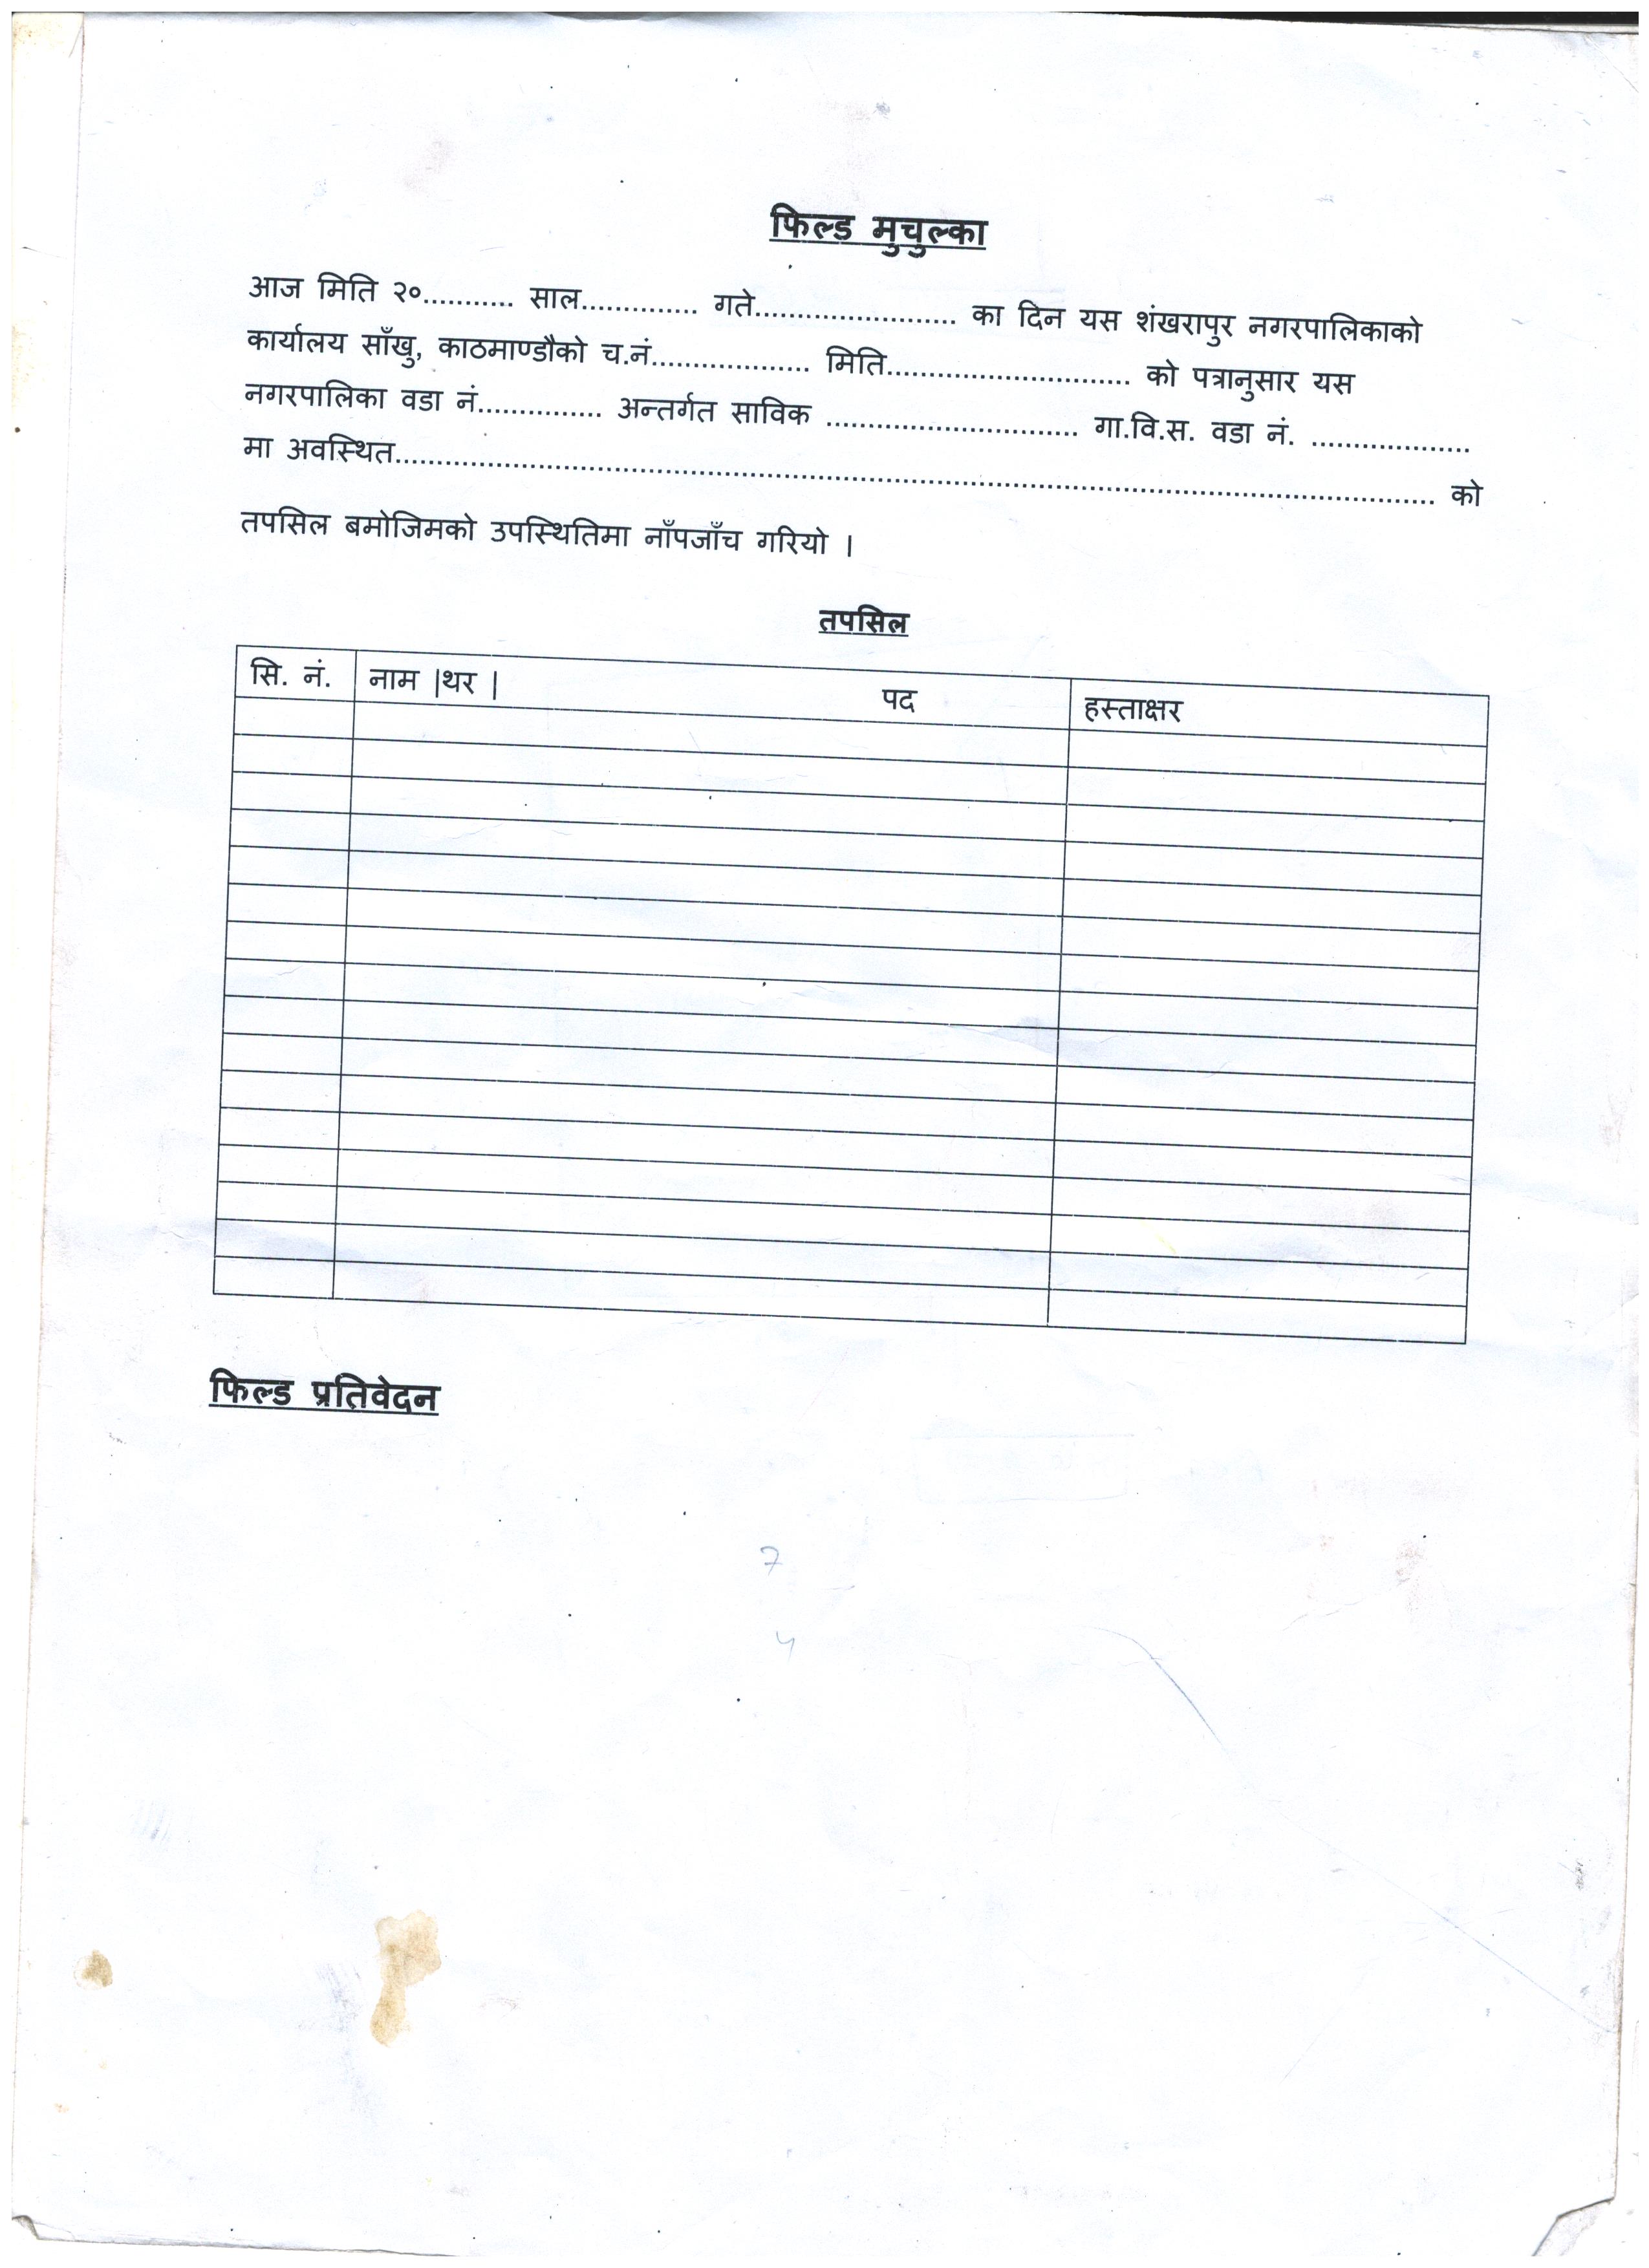 फिल्ड मुचुल्का
आज मिति २०........... साल.............. गते........................ का दिन यस शंखरापुर नगरपालिकाको
कार्यालय साँखु, काठमाण्डौको च.नं................... मिति............................. को पत्रानुसार यस
नगरपालिका वडा नं............... अन्तर्गत साविक .............................. गा.वि.स. वडा नं. ...................
मा अवस्थित............................................................................................................................. को
तपसिल बमोजिमको उपस्थितिमा नाँपजाँच गरियो ।
तपसिल
सि. नं. नाम |थर | पद हस्ताक्षर
फिल्ड प्रतिवेदन
7
५